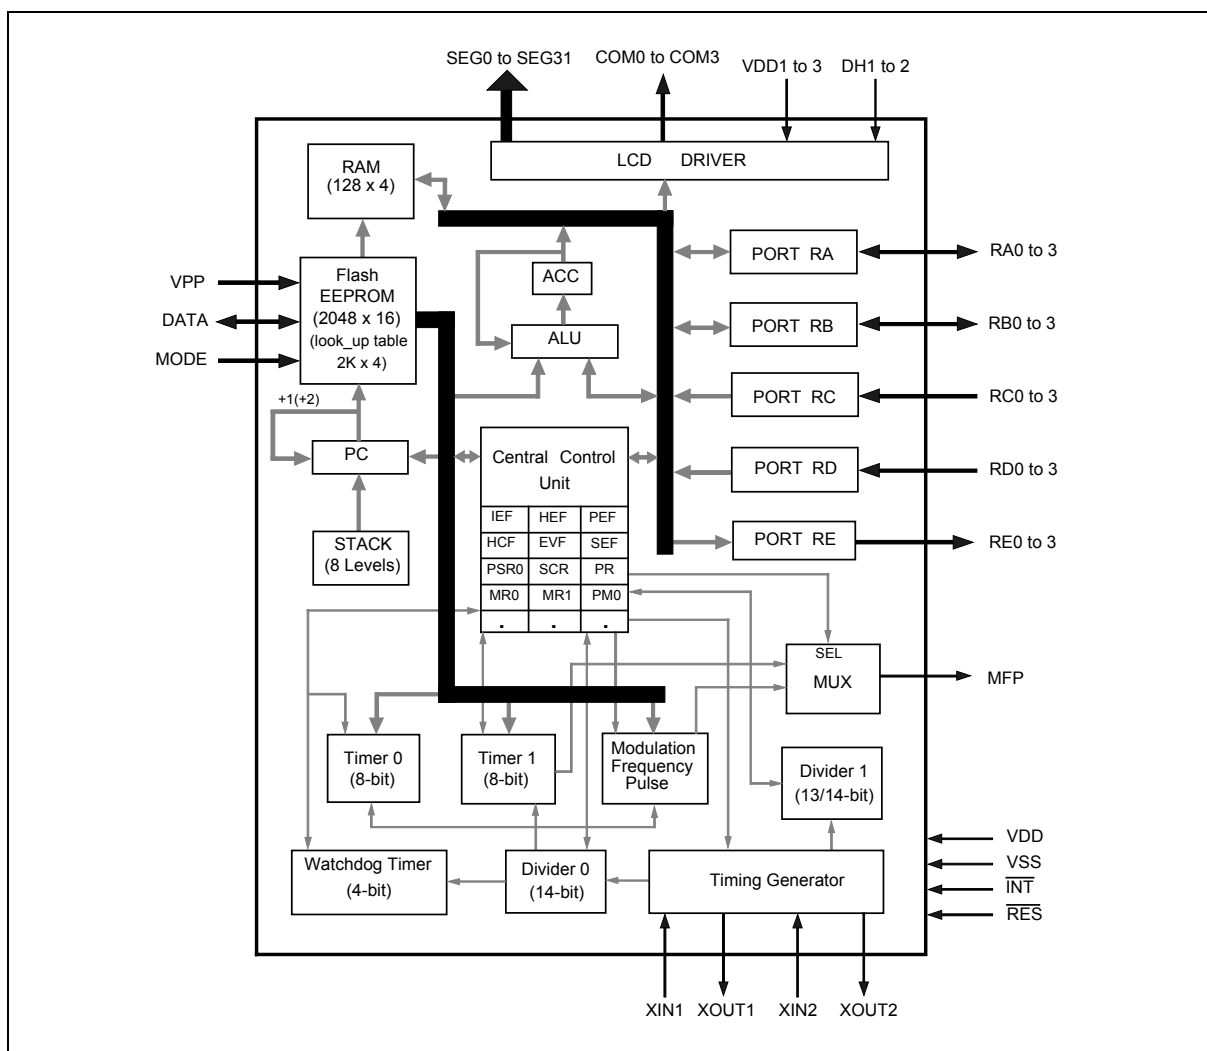 SEG0 to SEG31
COM0 to COM3
VDD1 to 3
DH1 to 2
LCD DRIVER
RAM
(128 x 4)
VPP
DATA
MODE
Flash
EEPROM
(2048 x 16)
(look_up table
2K x 4)
ACC
ALU
PORT RA
RA0 to 3
PORT RB
RB0 to 3
PORT RC
RC0 to 3
PORT RD
RD0 to 3
PORT RE
RE0 to 3
+1(+2)
PC
STACK
(8 Levels)
Central Control
Unit
IEF HEF PEF
HCF EVF SEF
PSR0 SCR PR
MR0 MR1 PM0
. . .
SEL
MUX
MFP
Timer 0
(8-bit)
Timer 1
(8-bit)
Modulation
Frequency
Pulse
Divider 1
(13/14-bit)
Watchdog Timer
(4-bit)
Divider 0
(14-bit)
Timing Generator
VDD
VSS
INT
RES
XIN1
XOUT1
XIN2
XOUT2